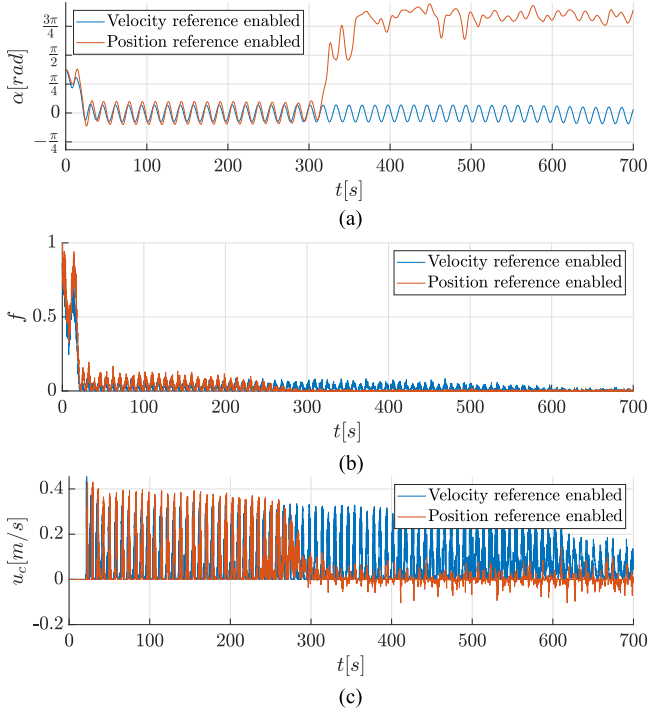 Velocity reference enabled
Position reference enabled
α[rad]
3π/4
π/2
π/4
0
−π/4
0 100 200 300 400 500 600 700
t[s]
(a)
Velocity reference enabled
Position reference enabled
f
1
0.5
0
0 100 200 300 400 500 600 700
t[s]
(b)
Velocity reference enabled
Position reference enabled
u_c[m/s]
0.4
0.2
0
-0.2
0 100 200 300 400 500 600 700
t[s]
(c)